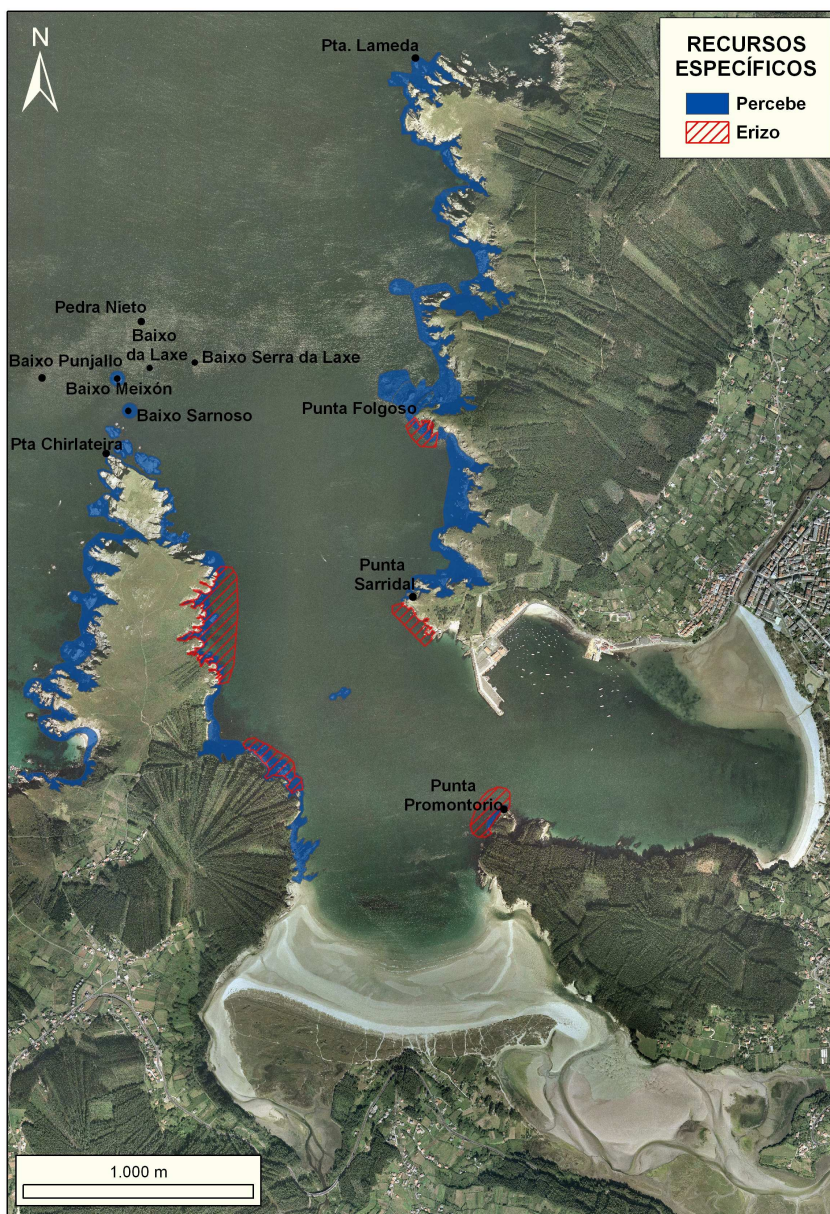 N
Pta. Lameda
RECURSOS
ESPECÍFICOS
Percebe
Erizo
Pedra Nieto
Baixo
da Laxe
Baixo Serra da Laxe
Baixo Punjallo
Baixo Meixón
Baixo Sarnoso
Punta Folgoso
Pta Chirlateira
Punta
Sarridal
Punta
Promontorio
1.000 m